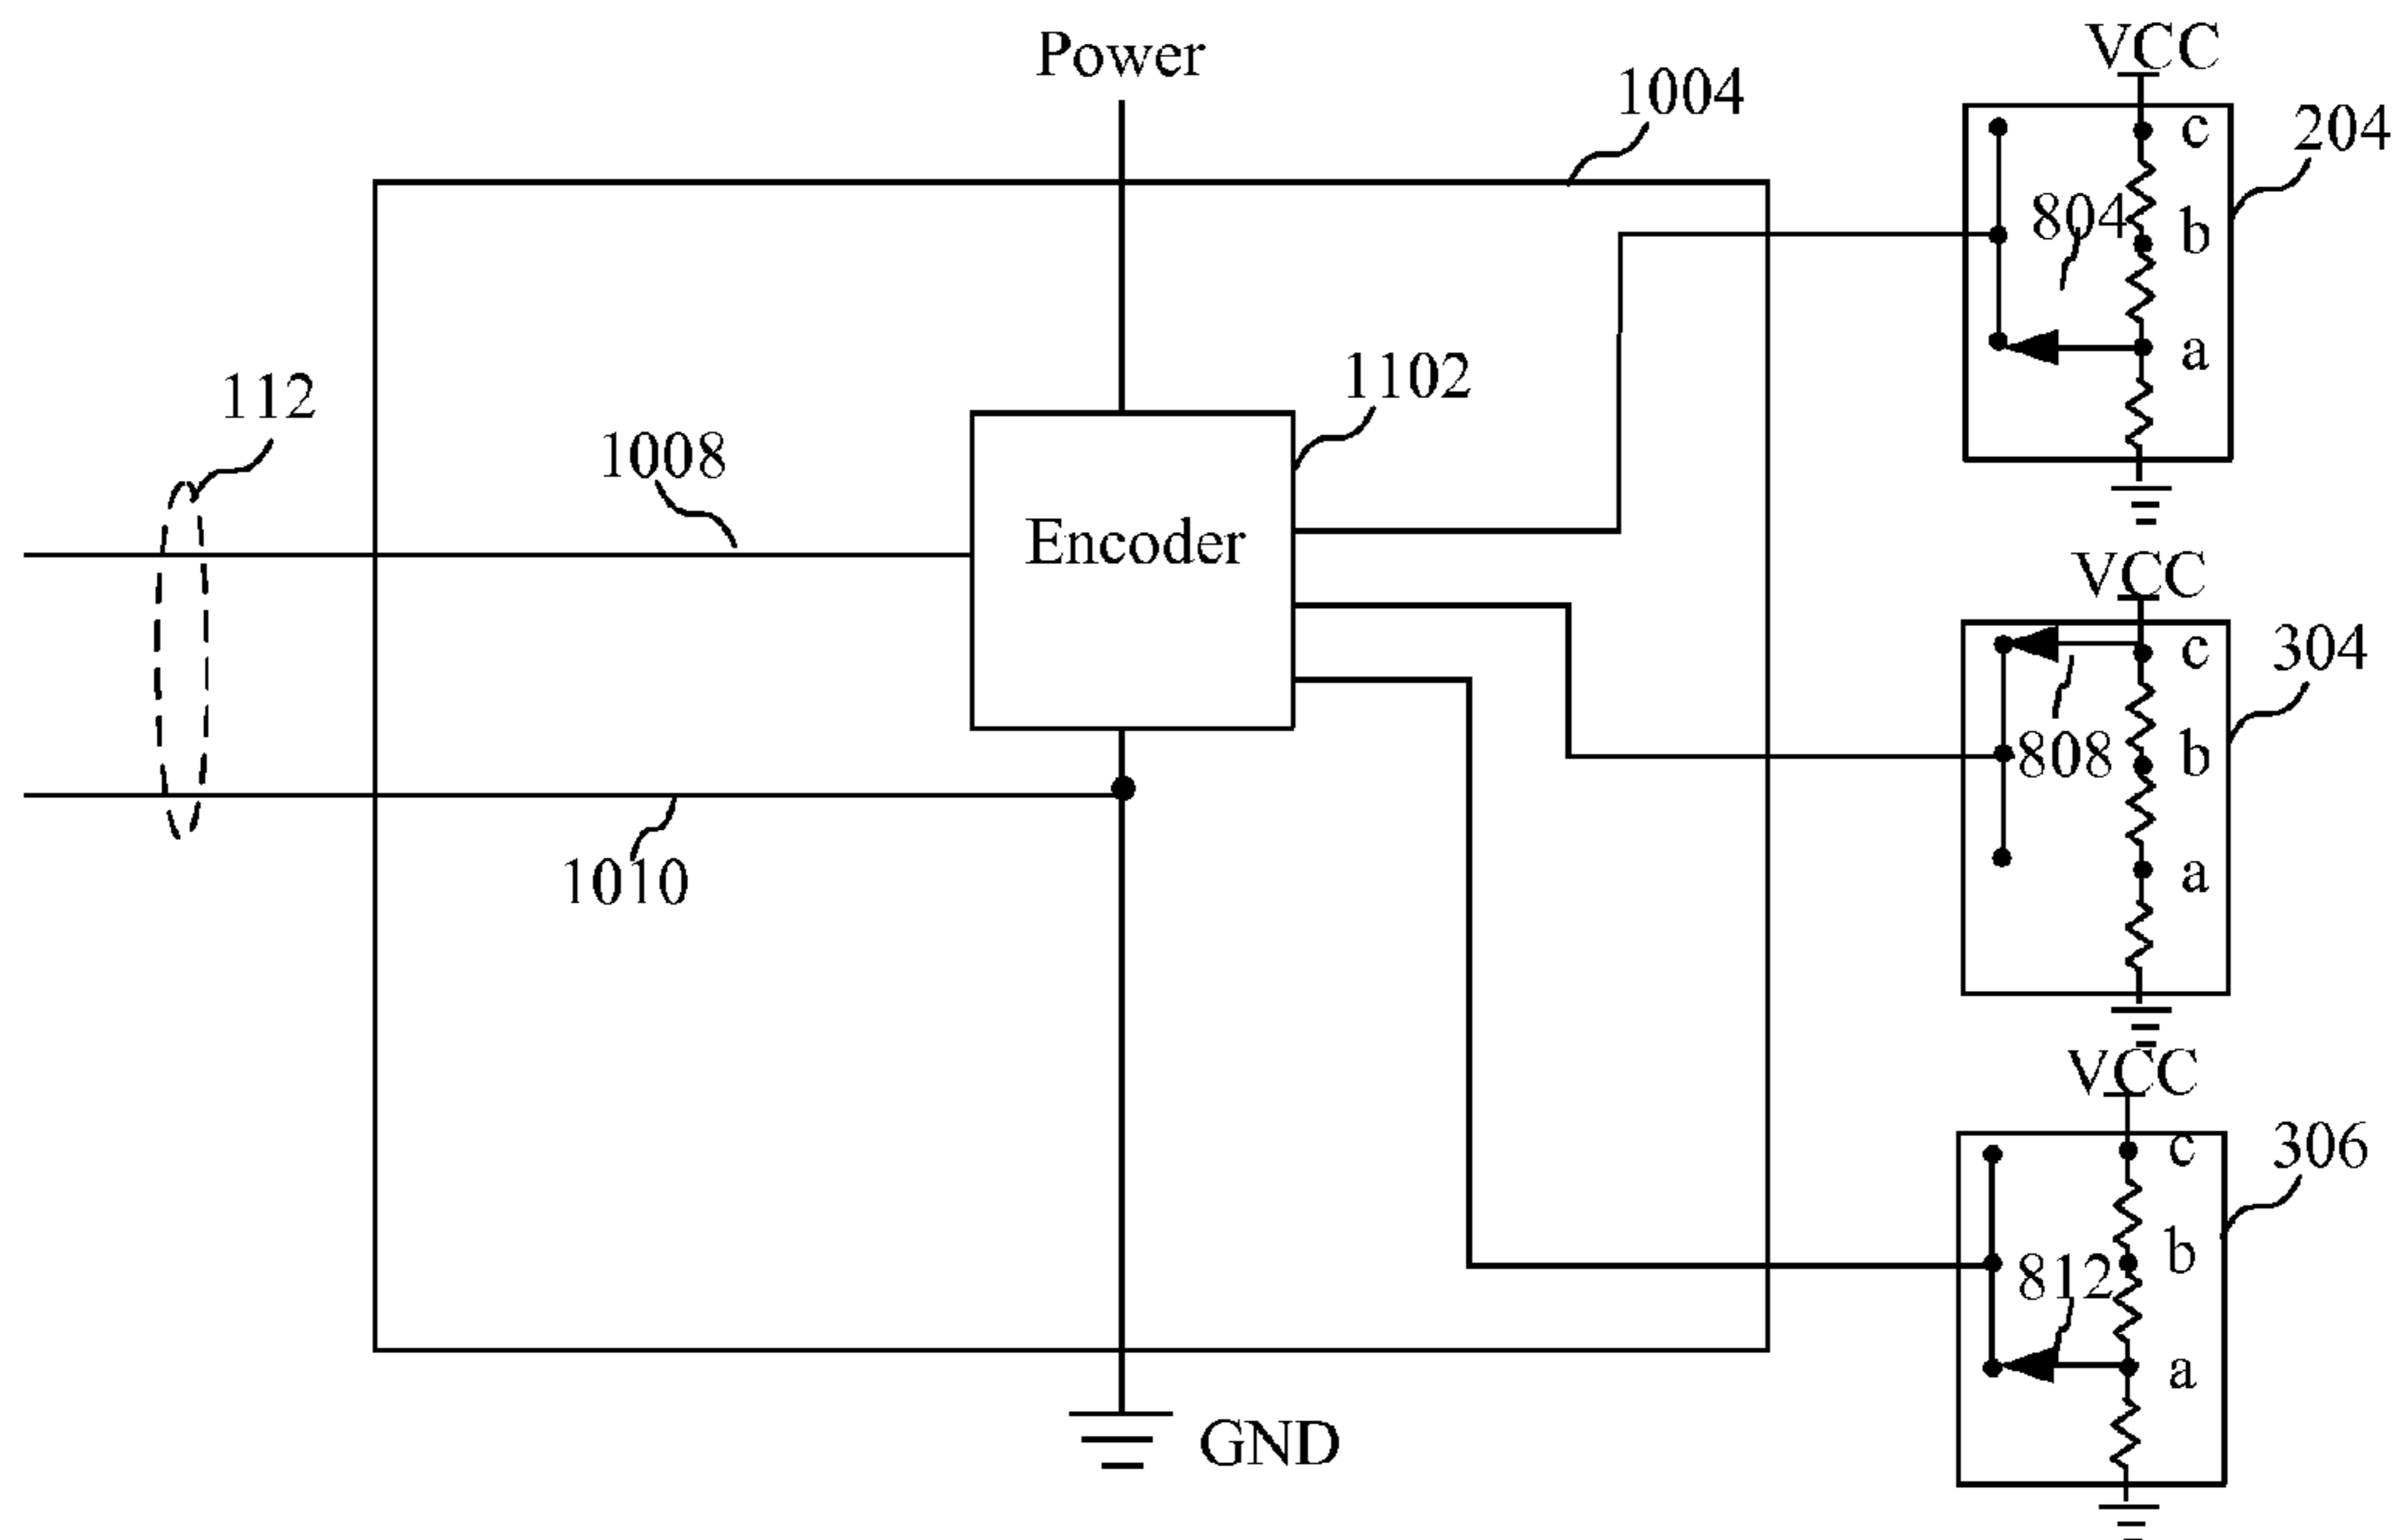 Power
VCC
1004
c
204
804
b
112
1102
a
1008
Encoder
VCC
c
304
808
b
1010
a
VCC
c
306
b
812
a
GND